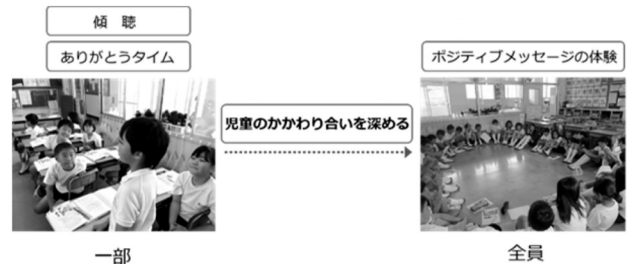 傾 聴
ありがとうタイム
ポジティブメッセージの体験
児童のかかわり合いを深める
一部
全員